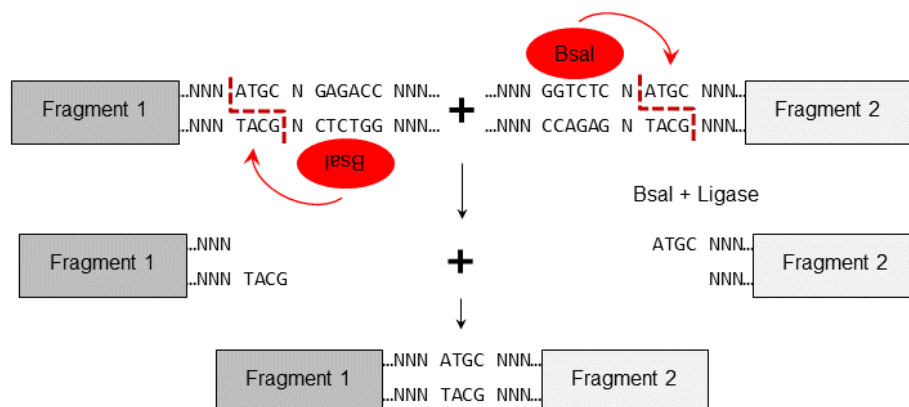 BsaI
Fragment 1 ...NNN ATGC N GAGACC NNN... + ...NNN GGTCTC N ATGC NNN... Fragment 2
...NNN TACG N CTCTGG NNN... ...NNN CCAGAG N TACG NNN...
BsaI
BsaI + Ligase
Fragment 1 ...NNN + ATGC NNN... Fragment 2
...NNN TACG NNN...
Fragment 1 ...NNN ATGC NNN... Fragment 2
...NNN TACG NNN...